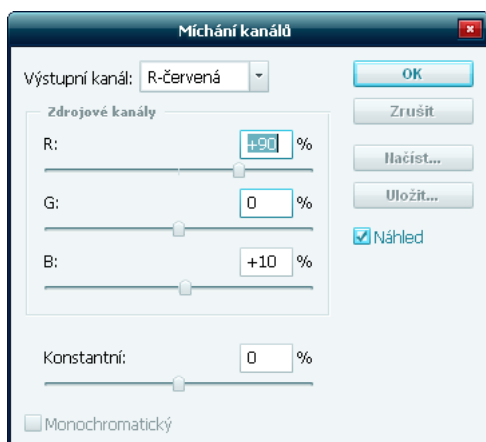 Míchání kanálů
Výstupní kanál: R-červená
OK
Zrušit
Načíst...
Uložit...
Náhled
Zdrojové kanály
R: +90 %
G: 0 %
B: +10 %
Konstantní: 0 %
Monochromatický